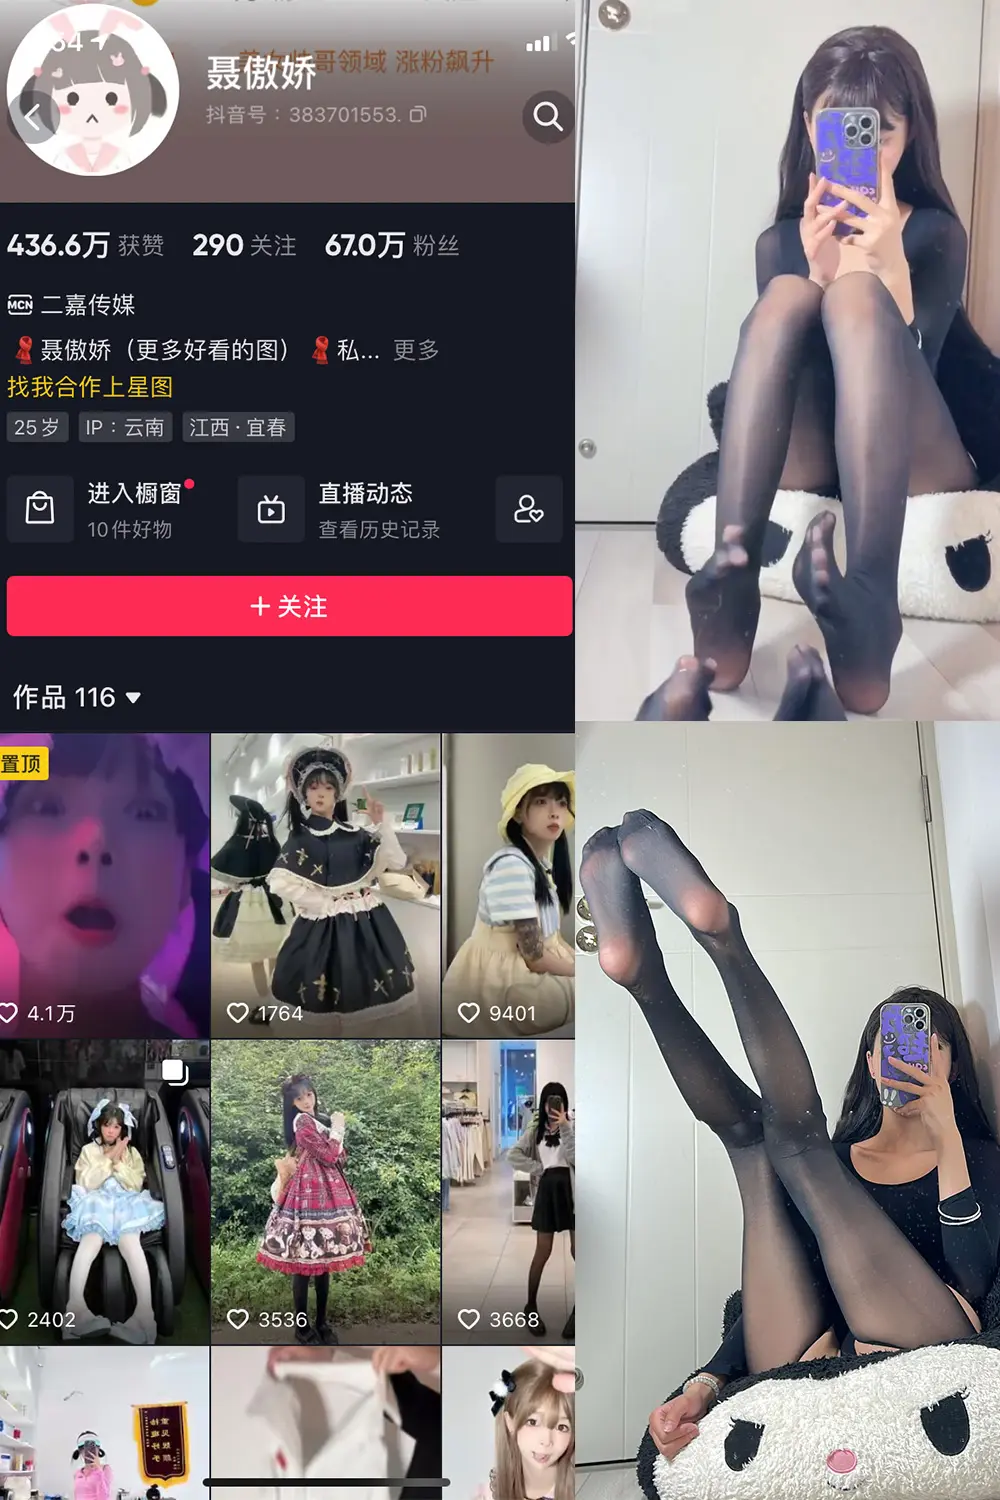 54
芜女帅哥领域 涨粉飙升
聂傲娇
抖音号：383701553.
436.6万 获赞 290 关注 67.0万 粉丝
MCN 二嘉传媒
聂傲娇（更多好看的图） 私... 更多
找我合作上星图
25岁 IP：云南 江西·宜春
进入橱窗 直播动态
10件好物 查看历史记录
+ 关注
作品 116
置顶
4.1万 1764 9401
2402 3536 3668